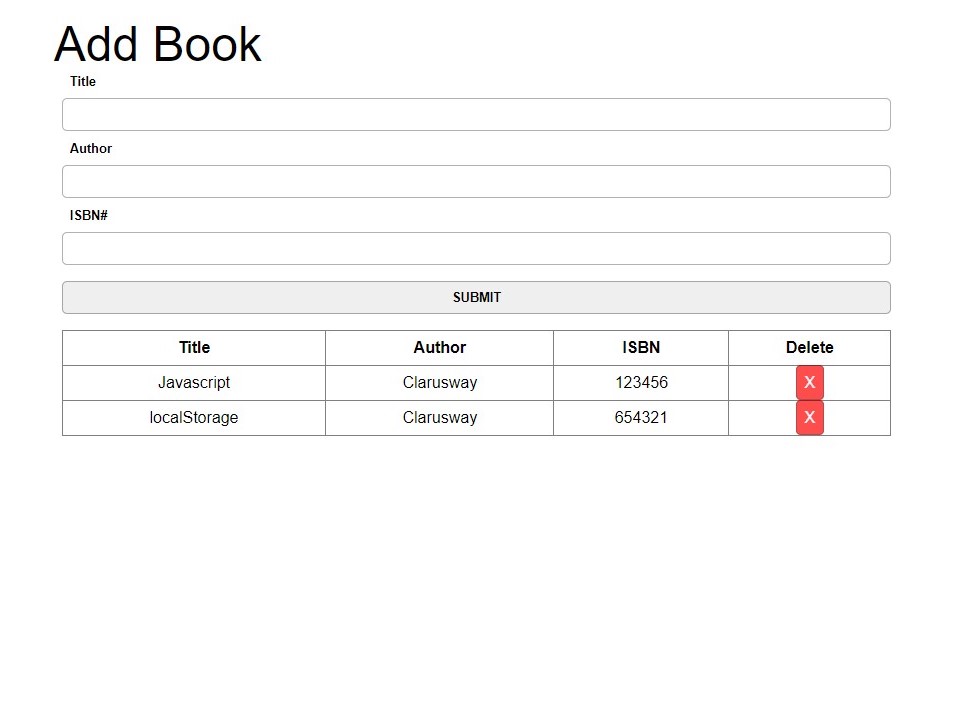 Add Book
Title
Author
ISBN#
SUBMIT
Title Author ISBN Delete
Javascript Clarusway 123456 X
localStorage Clarusway 654321 X